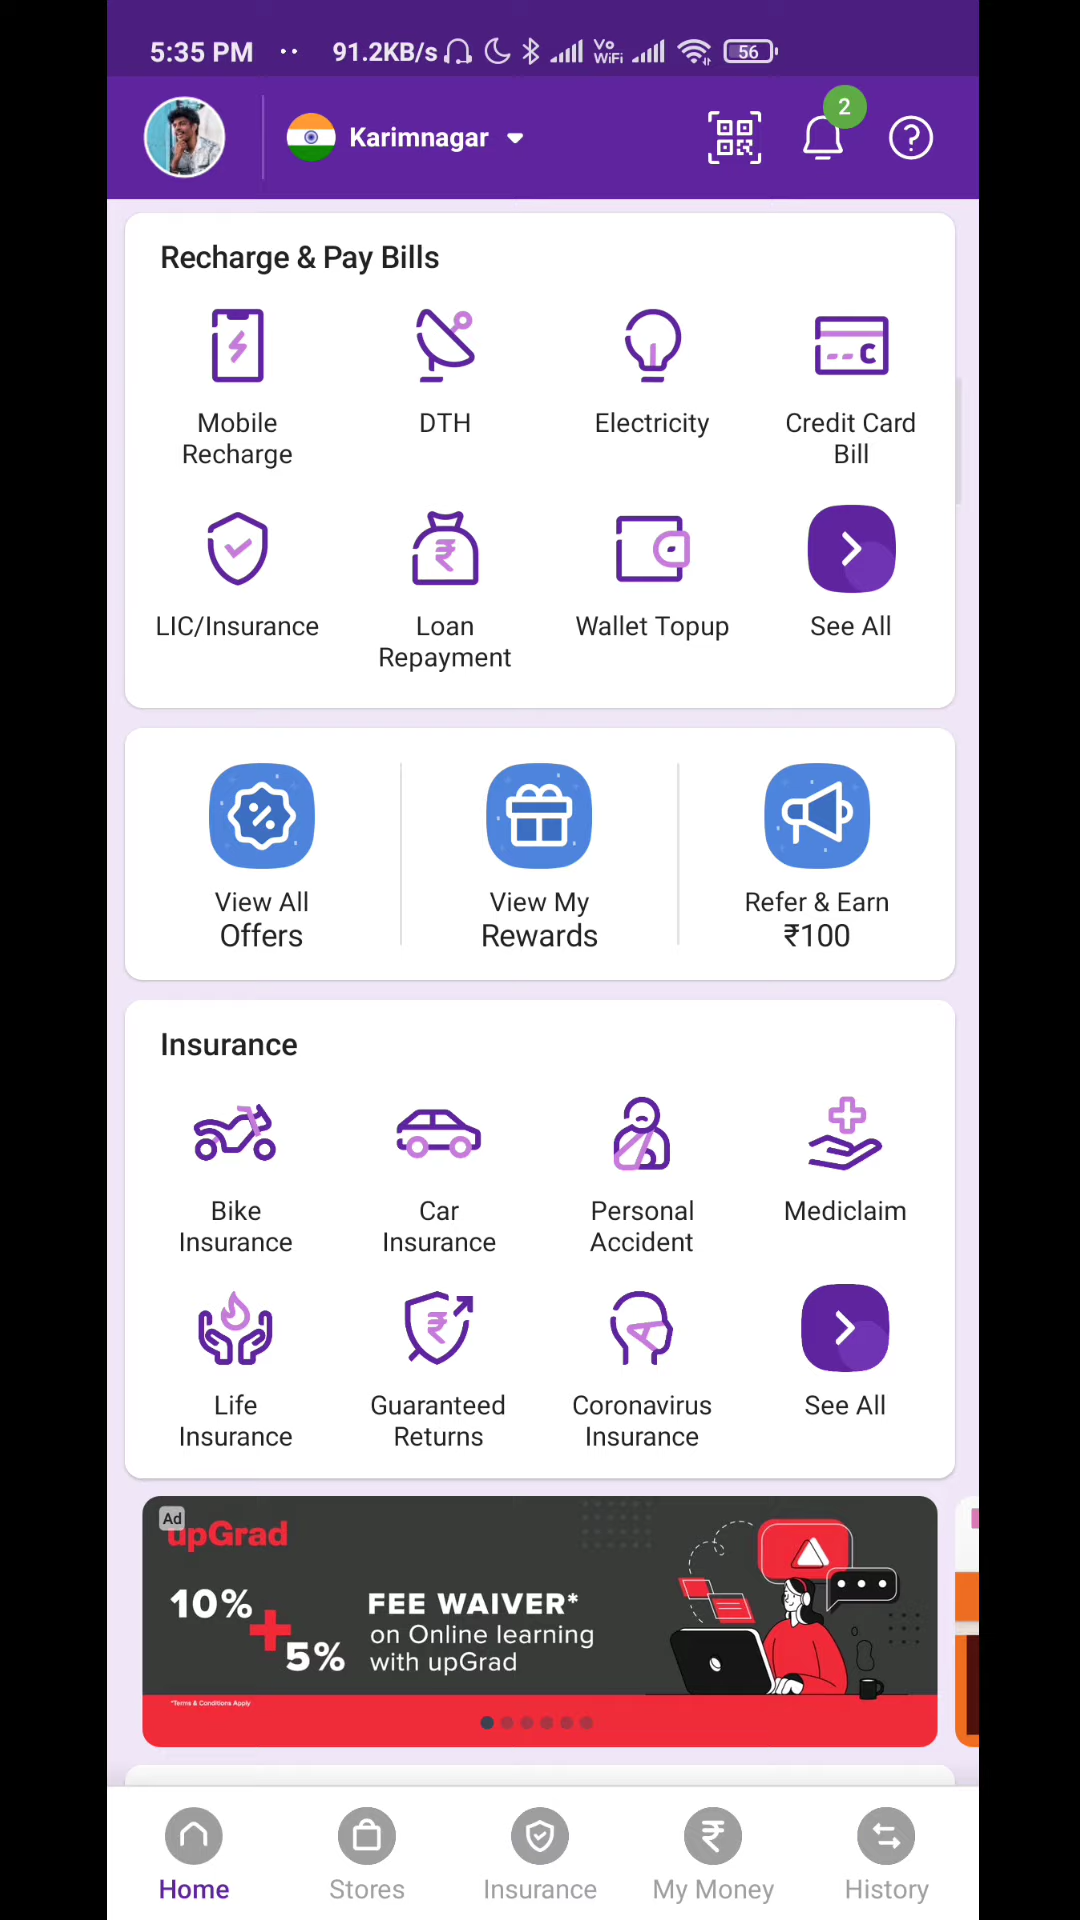 5:35 PM ·· 91.2KB/s Vo WiFi 56
Karimnagar
2
?
Recharge & Pay Bills
Mobile Recharge
DTH
Electricity
C
Credit Card Bill
₹
LIC/Insurance
Loan Repayment
Wallet Topup
See All
%
View All Offers
View My Rewards
Refer & Earn ₹100
Insurance
Bike Insurance
Car Insurance
Personal Accident
Mediclaim
₹
Life Insurance
Guaranteed Returns
Coronavirus Insurance
See All
Ad
upGrad
10% + 5%
FEE WAIVER*
on Online learning
with upGrad
*Terms & Conditions Apply
₹
Home
Stores
Insurance
My Money
History